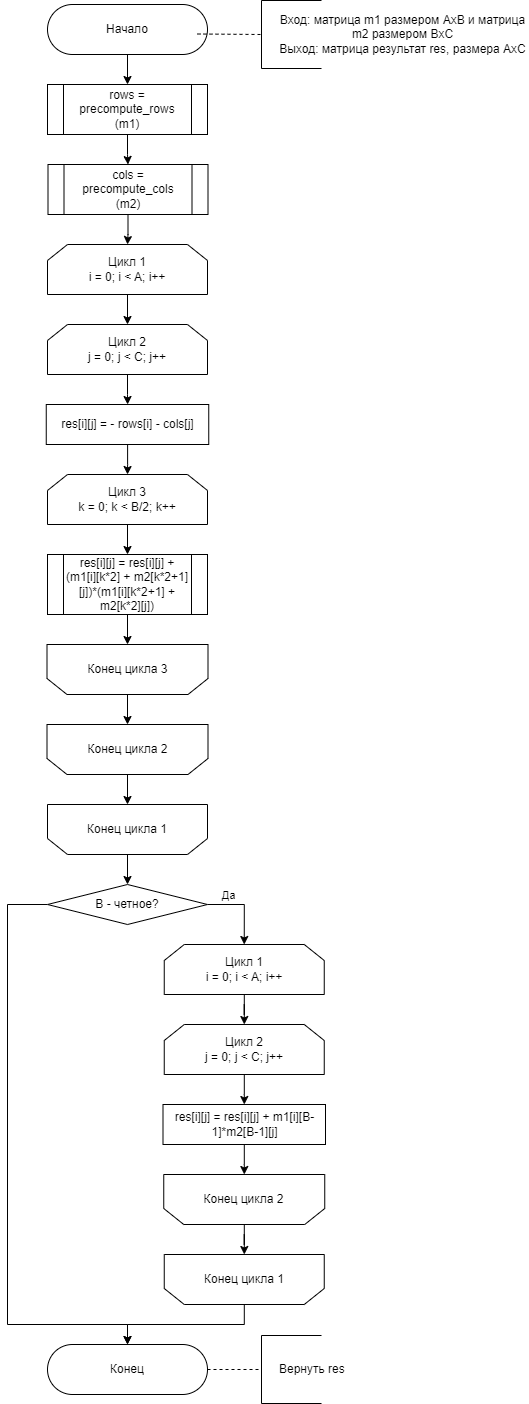 Начало
Вход: матрица m1 размером AxB и матрица
m2 размером BxC
Выход: матрица результат res, размера AxC
rows =
precompute_rows
(m1)
cols =
precompute_cols
(m2)
Цикл 1
i = 0; i < A; i++
Цикл 2
j = 0; j < C; j++
res[i][j] = - rows[i] - cols[j]
Цикл 3
k = 0; k < B/2; k++
res[i][j] = res[i][j] +
(m1[i][k*2] + m2[k*2+1]
[j])*(m1[i][k*2+1] +
m2[k*2][j])
Конец цикла 3
Конец цикла 2
Конец цикла 1
B - четное?
Да
Цикл 1
i = 0; i < A; i++
Цикл 2
j = 0; j < C; j++
res[i][j] = res[i][j] + m1[i][B-
1]*m2[B-1][j]
Конец цикла 2
Конец цикла 1
Конец
Вернуть res